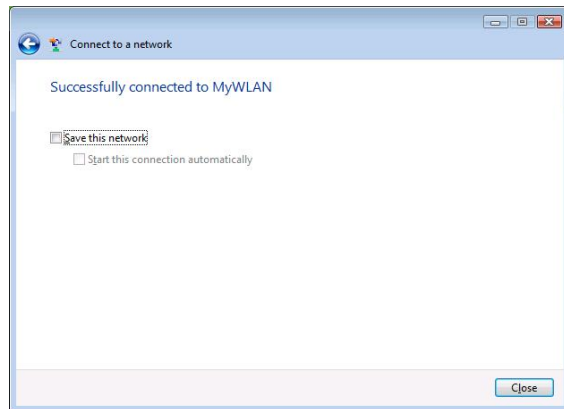 Connect to a network
Successfully connected to MyWLAN
Save this network
Start this connection automatically
Close